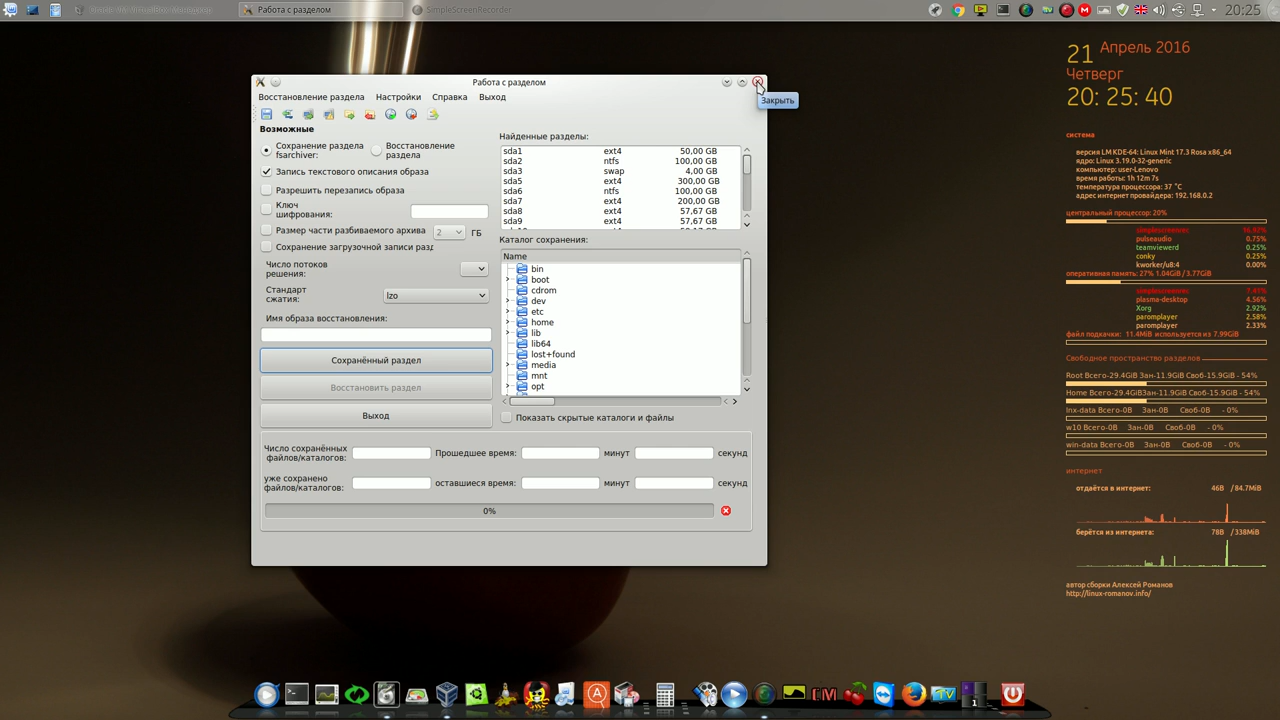 Oracle VM VirtualBox Менеджер
Работа с разделом
SimpleScreenRecorder
20:25
21 Апрель 2016
Четверг
20: 25: 40
Работа с разделом
Закрыть
Восстановление раздела Настройки Справка Выход
Возможные
Сохранение раздела fsarchiver:
Восстановление раздела
Запись текстового описания образа
Разрешить перезапись образа
Ключ шифрования:
Размер части разбиваемого архива 2 ГБ
Сохранение загрузочной записи разд
Число потоков решения:
Стандарт сжатия: lzo
Имя образа восстановления:
Сохранённый раздел
Восстановить раздел
Выход
Найденные разделы:
sda1 ext4 50,00 GB
sda2 ntfs 100,00 GB
sda3 swap 4,00 GB
sda5 ext4 300,00 GB
sda6 ntfs 100,00 GB
sda7 ext4 200,00 GB
sda8 ext4 57,67 GB
sda9 ext4 57,67 GB
Каталог сохранения:
Name
bin
boot
cdrom
dev
etc
home
lib
lib64
lost+found
media
mnt
opt
Показать скрытые каталоги и файлы
Число сохранённых файлов/каталогов: Прошедшее время: минут секунд
уже сохранено файлов/каталогов: оставшиеся время: минут секунд
0%
система
версия LM KDE-64: Linux Mint 17.3 Rosa x86_64
ядро: Linux 3.19.0-32-generic
компьютер: user-Lenovo
время работы: 1h 12m 7s
температура процессора: 37 °C
адрес интернет провайдера: 192.168.0.2
центральный процессор: 20%
simplescreenrec 16.92%
pulseaudio 0.75%
teamviewerd 0.25%
conky 0.25%
kworker/u8:4 0.00%
оперативная память: 27% 1.04GiB / 3.77GiB
simplescreenrec 7.41%
plasma-desktop 4.56%
Xorg 2.92%
paromplayer 2.58%
paromplayer 2.33%
файл подкачки: 11.4MiB используется из 7.99GiB
Свободное пространство разделов
Root Всего-29.4GiB Зан-11.9GiB Своб-15.9GiB - 54%
Home Всего-29.4GiBЗан-11.9GiB Своб-15.9GiB - 54%
lnx-data Всего-0B Зан-0B Своб-0B - 0%
w10 Всего-0B Зан-0B Своб-0B - 0%
win-data Всего-0B Зан-0B Своб-0B - 0%
интернет
отдаётся в интернет: 46B /84.7MiB
берётся из интернета: 78B /338MiB
автор сборки Алексей Романов
http://linux-romanov.info/